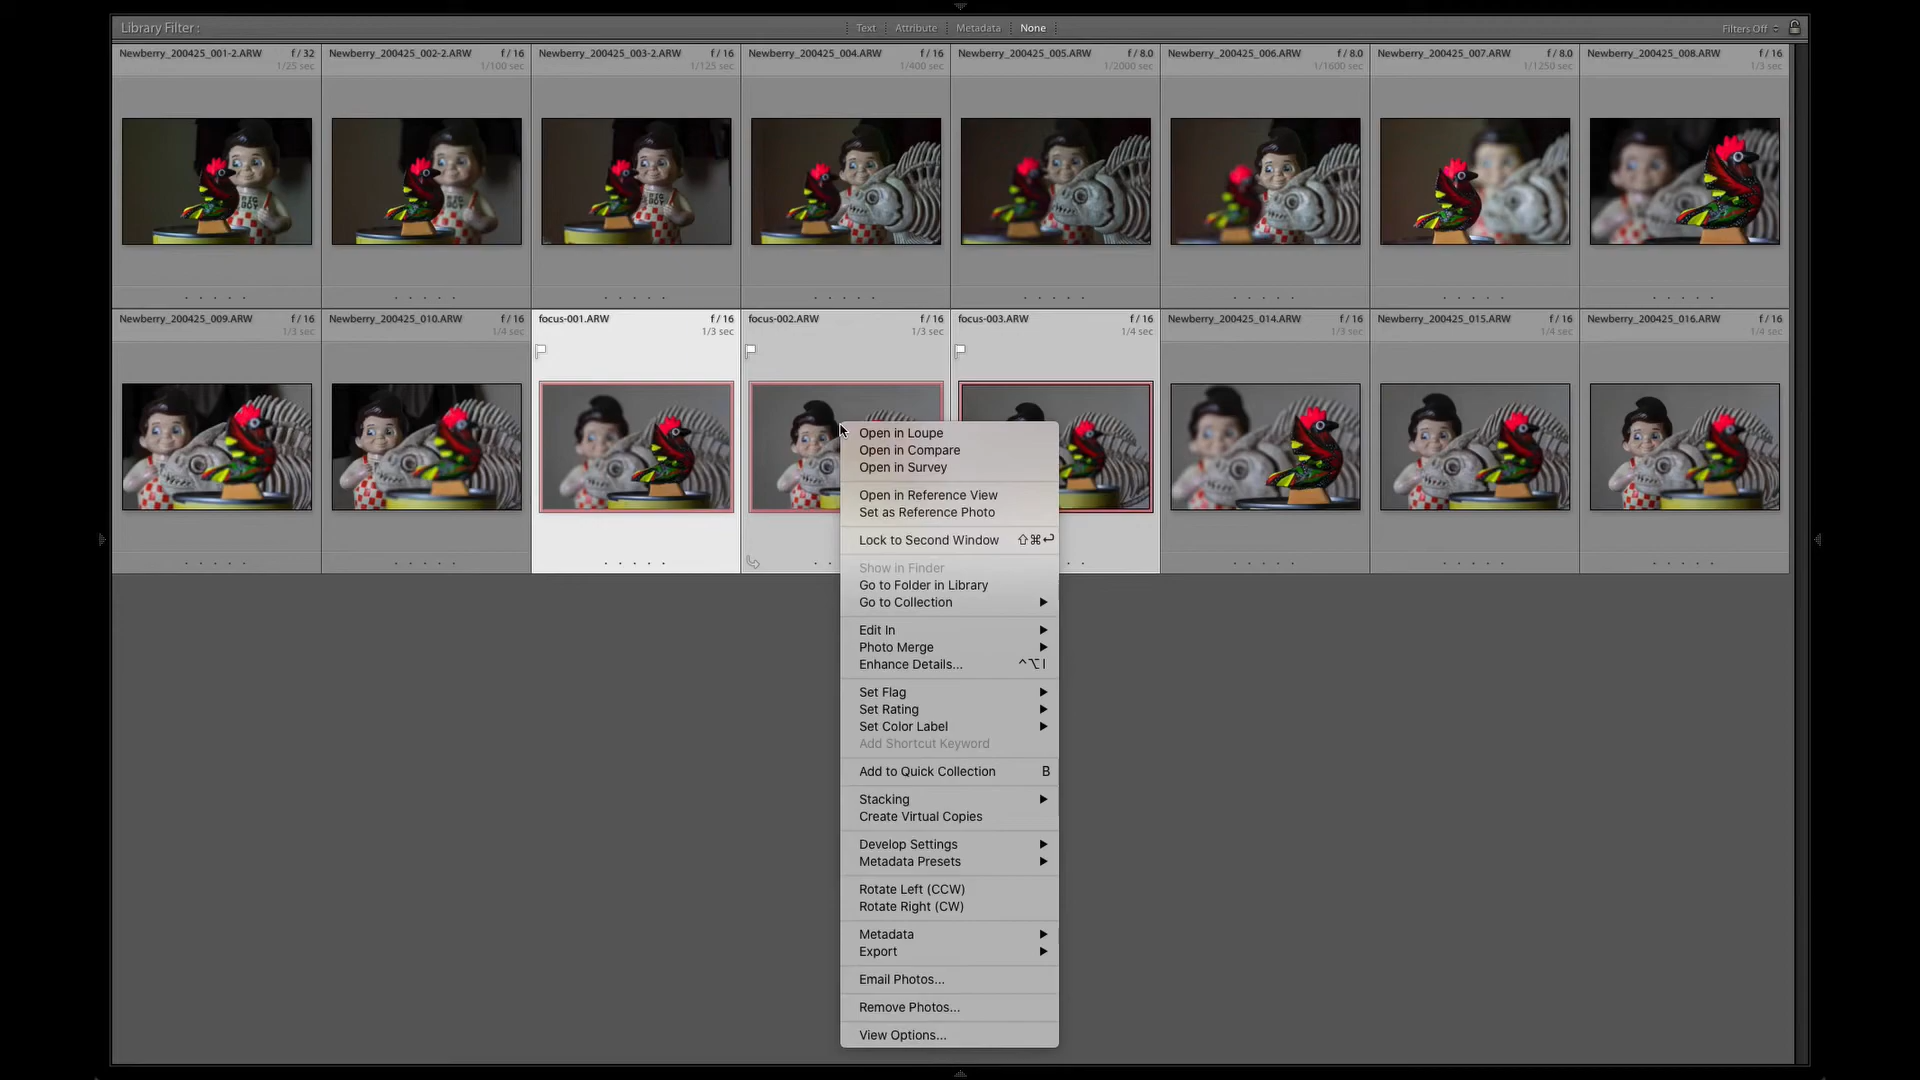 Library Filter :
Text
Attribute
Metadata
None
Filters Off
Newberry_200425_001-2.ARW f / 32
1/25 sec
Newberry_200425_002-2.ARW f / 16
1/100 sec
Newberry_200425_003-2.ARW f / 16
1/125 sec
Newberry_200425_004.ARW f / 16
1/400 sec
Newberry_200425_005.ARW f / 8.0
1/2000 sec
Newberry_200425_006.ARW f / 8.0
1/1600 sec
Newberry_200425_007.ARW f / 8.0
1/1250 sec
Newberry_200425_008.ARW f / 16
1/3 sec
BIG
BOY
Newberry_200425_009.ARW f / 16
1/3 sec
Newberry_200425_010.ARW f / 16
1/4 sec
focus-001.ARW f / 16
1/3 sec
focus-002.ARW f / 16
1/3 sec
focus-003.ARW f / 16
1/4 sec
Newberry_200425_014.ARW f / 16
1/3 sec
Newberry_200425_015.ARW f / 16
1/4 sec
Newberry_200425_016.ARW f / 16
1/4 sec
Open in Loupe
Open in Compare
Open in Survey
Open in Reference View
Set as Reference Photo
Lock to Second Window ⇧⌘↩
Show in Finder
Go to Folder in Library
Go to Collection
Edit In
Photo Merge
Enhance Details... ^⌥I
Set Flag
Set Rating
Set Color Label
Add Shortcut Keyword
Add to Quick Collection B
Stacking
Create Virtual Copies
Develop Settings
Metadata Presets
Rotate Left (CCW)
Rotate Right (CW)
Metadata
Export
Email Photos...
Remove Photos...
View Options...